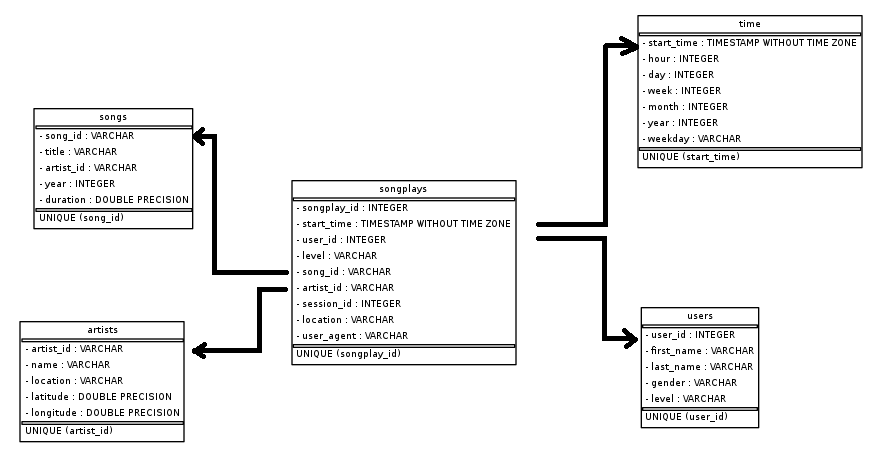 time
- start_time : TIMESTAMP WITHOUT TIME ZONE
- hour : INTEGER
- day : INTEGER
- week : INTEGER
- month : INTEGER
- year : INTEGER
- weekday : VARCHAR
UNIQUE (start_time)
songs
- song_id : VARCHAR
- title : VARCHAR
- artist_id : VARCHAR
- year : INTEGER
- duration : DOUBLE PRECISION
UNIQUE (song_id)
songplays
- songplay_id : INTEGER
- start_time : TIMESTAMP WITHOUT TIME ZONE
- user_id : INTEGER
- level : VARCHAR
- song_id : VARCHAR
- artist_id : VARCHAR
- session_id : INTEGER
- location : VARCHAR
- user_agent : VARCHAR
UNIQUE (songplay_id)
artists
- artist_id : VARCHAR
- name : VARCHAR
- location : VARCHAR
- latitude : DOUBLE PRECISION
- longitude : DOUBLE PRECISION
UNIQUE (artist_id)
users
- user_id : INTEGER
- first_name : VARCHAR
- last_name : VARCHAR
- gender : VARCHAR
- level : VARCHAR
UNIQUE (user_id)